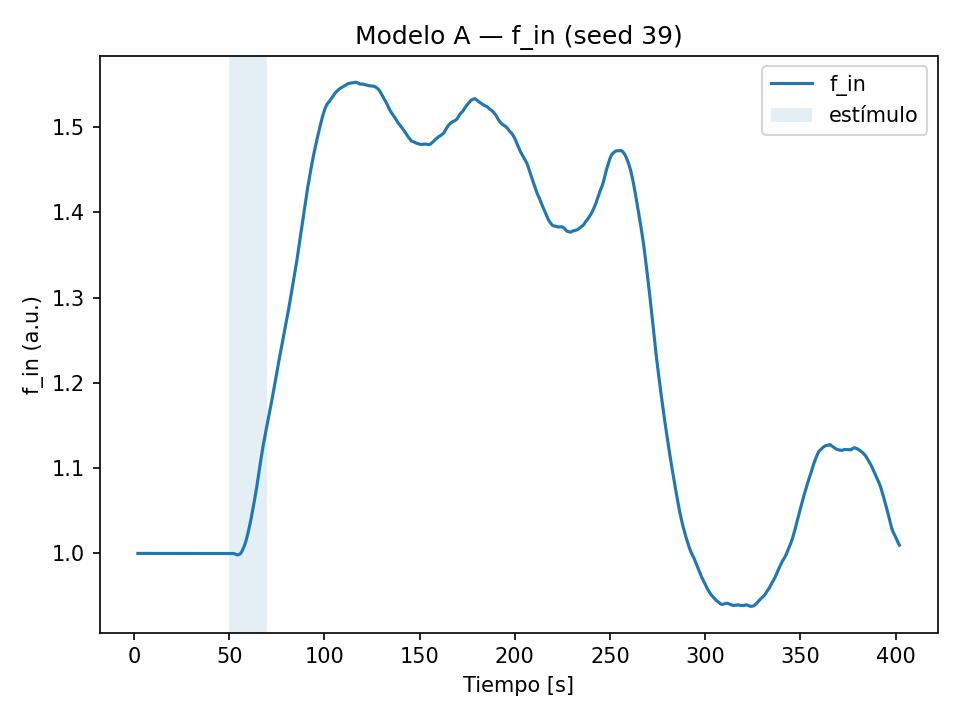 Modelo A — f_in (seed 39)
f_in
estímulo
f_in (a.u.)
1.5
1.4
1.3
1.2
1.1
1.0
0 50 100 150 200 250 300 350 400
Tiempo [s]